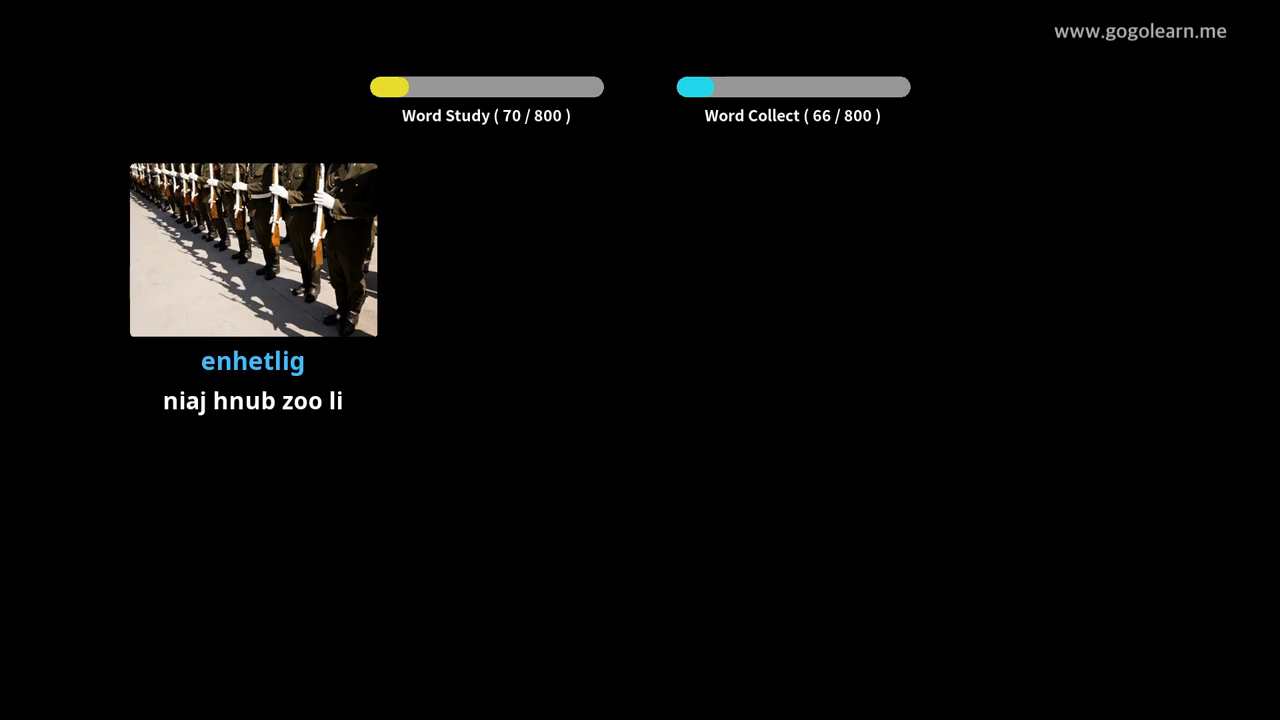 www.gogolearn.me
Word Study ( 70 / 800 )
Word Collect ( 66 / 800 )
enhetlig
niaj hnub zoo li